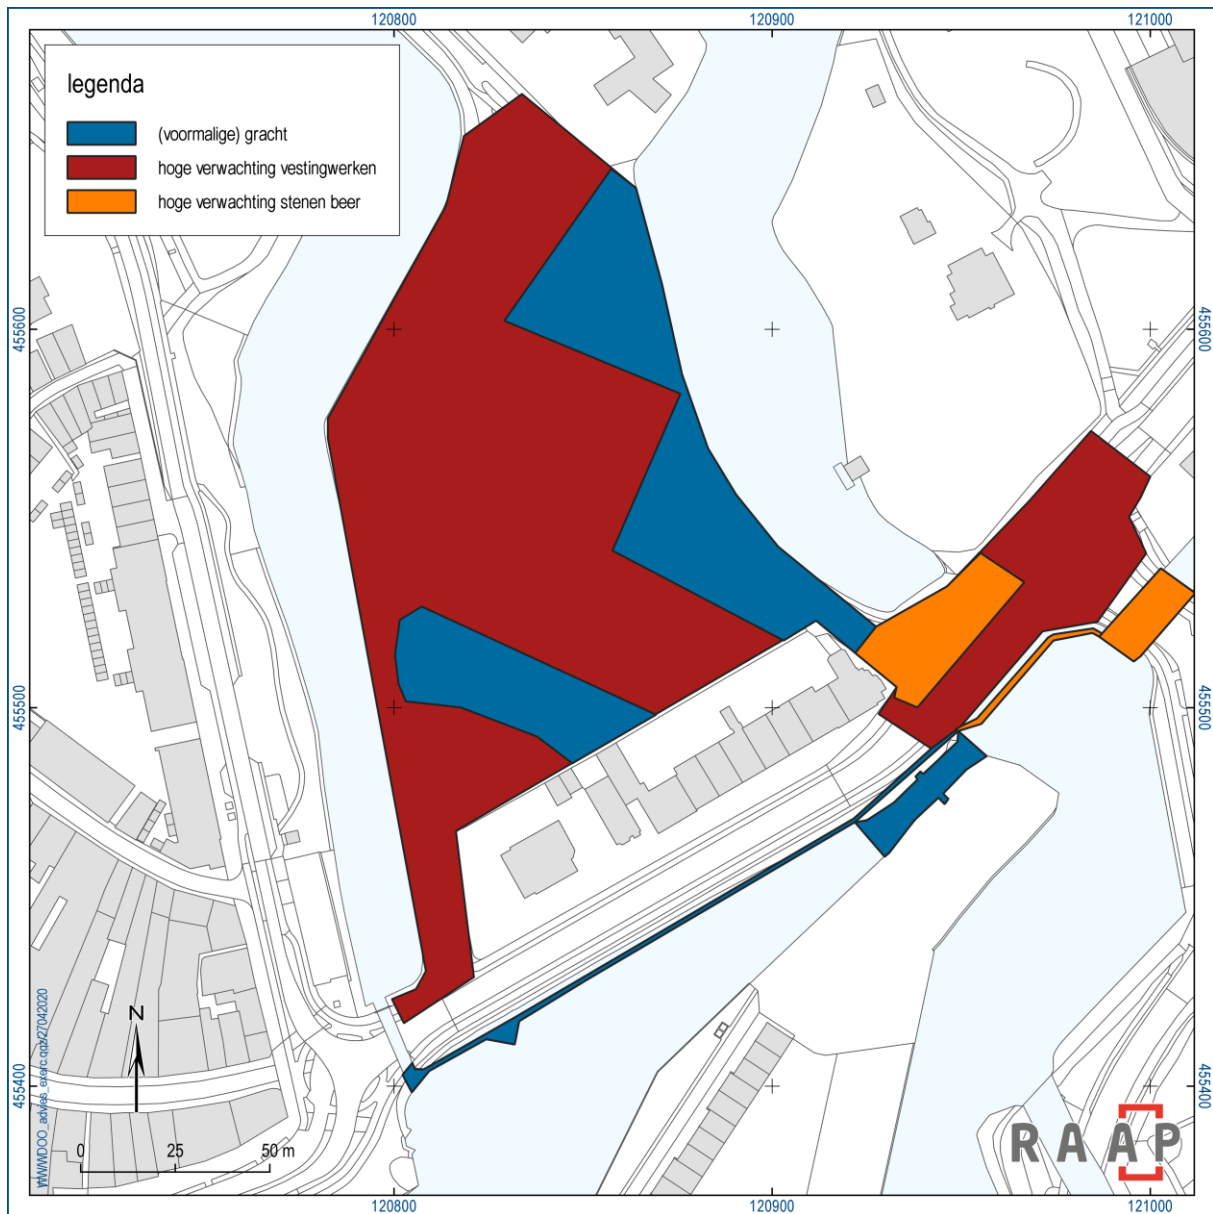 120800 120900 121000
legenda
(voormalige) gracht
hoge verwachting vestingwerken
hoge verwachting stenen beer
455600 455600
455500 455500
455400 455400
N
0 25 50 m
RAAP
120800 120900 121000